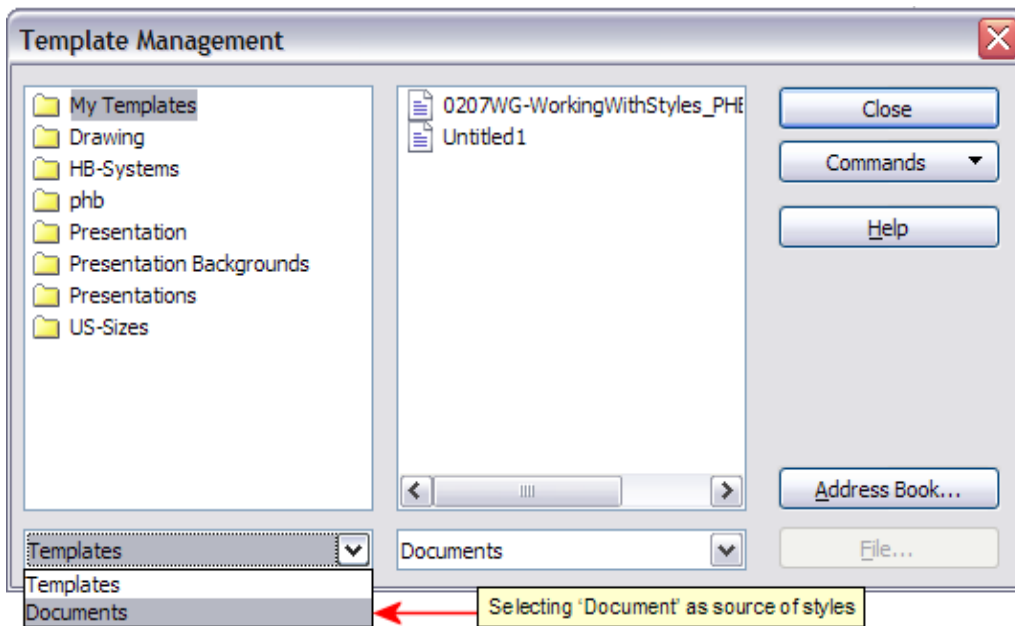 Template Management
My Templates
Drawing
HB-Systems
phb
Presentation
Presentation Backgrounds
Presentations
US-Sizes
0207WG-WorkingWithStyles_PHB
Untitled1
Close
Commands
Help
Address Book...
File...
Templates
Documents
Templates
Documents
Selecting 'Document' as source of styles